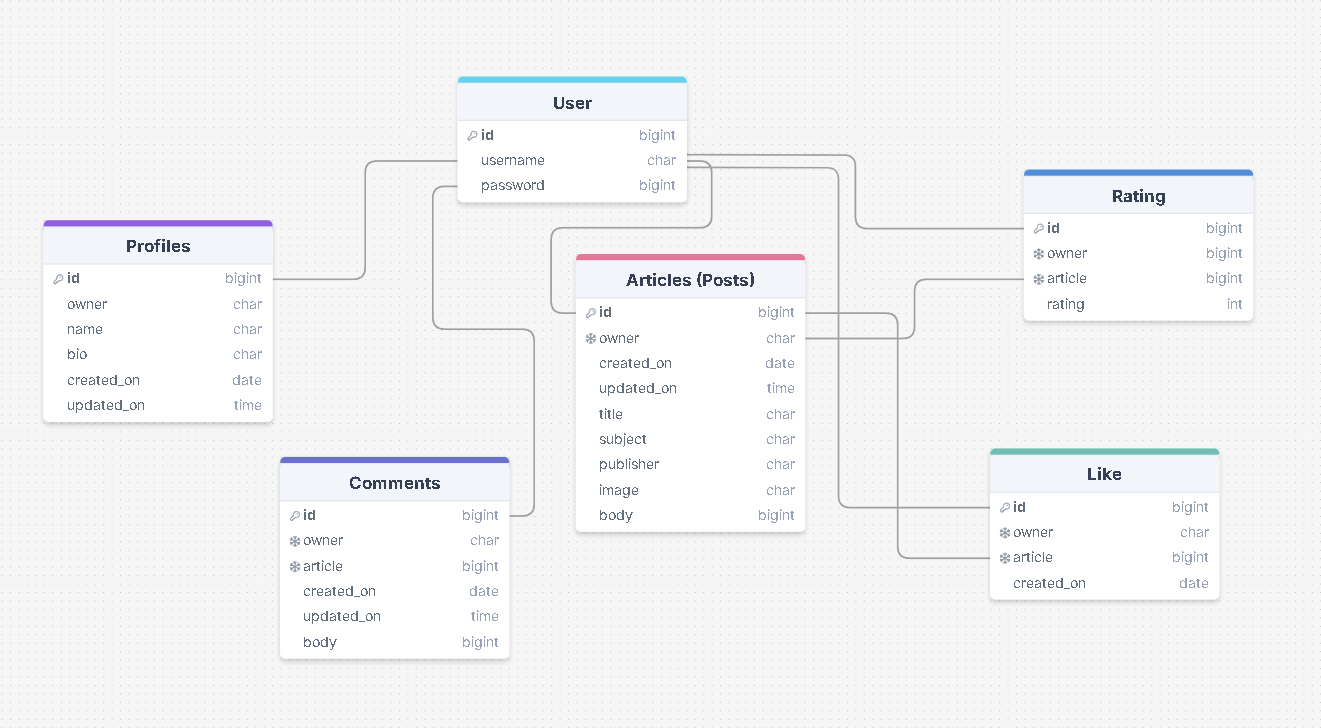 User
id bigint
username char
password bigint
Profiles
id bigint
owner char
name char
bio char
created_on date
updated_on time
Articles (Posts)
id bigint
owner char
created_on date
updated_on time
title char
subject char
publisher char
image char
body bigint
Rating
id bigint
owner bigint
article bigint
rating int
Comments
id bigint
owner char
article bigint
created_on date
updated_on time
body bigint
Like
id bigint
owner char
article bigint
created_on date